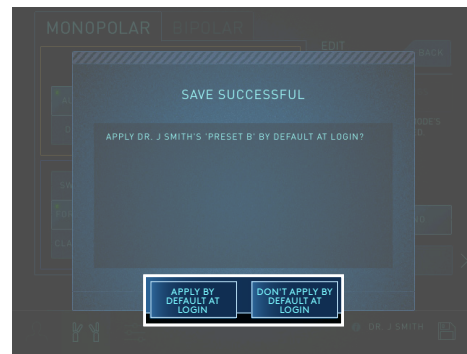 MONOPOLAR BIPOLAR
EDIT
BACK
SAVE SUCCESSFUL
APPLY DR. J SMITH'S 'PRESET B' BY DEFAULT AT LOGIN?
APPLY BY
DEFAULT AT
LOGIN
DON'T APPLY BY
DEFAULT AT
LOGIN
DR. J SMITH